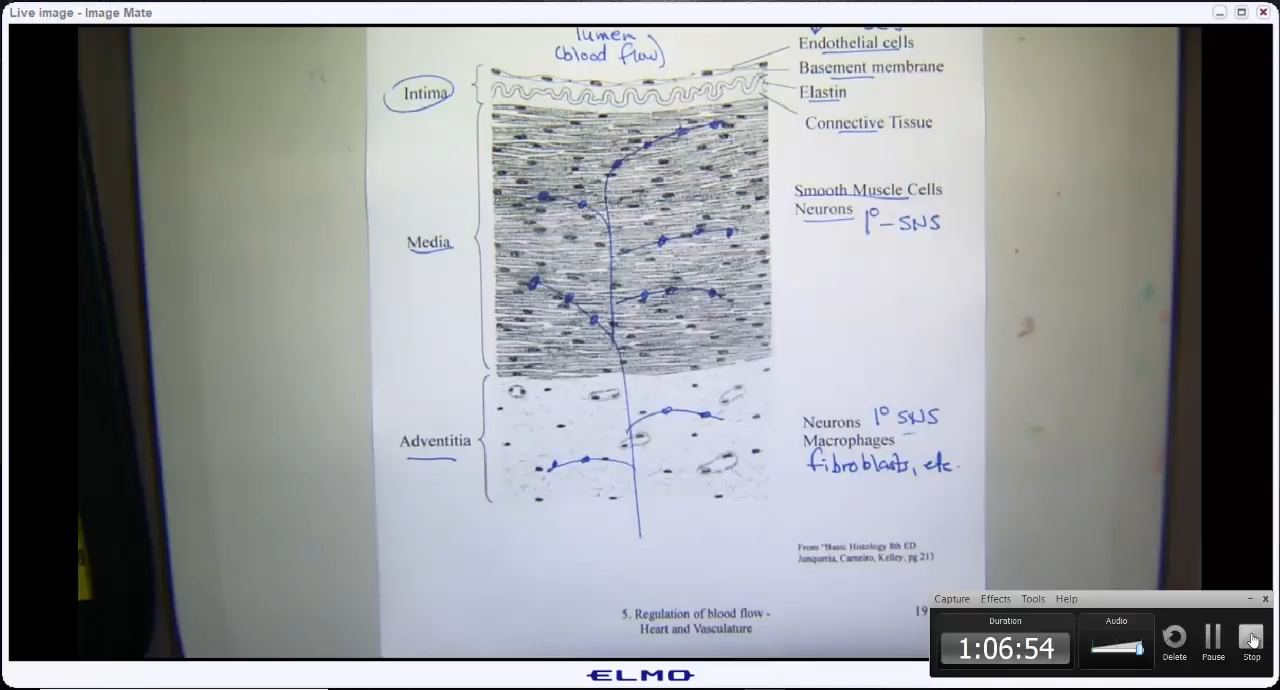 Live image - Image Mate
lumen
(blood flow)
Endothelial cells
Basement membrane
Intima
Elastin
Connective Tissue
Smooth Muscle Cells
Neurons 1° - SNS
Media
Neurons 1° SNS
Adventitia
Macrophages
fibroblasts, etc.
From "Basic Histology 8th ED
Junqueria, Carneiro, Kelley, pg 213
5. Regulation of blood flow -
Heart and Vasculature
19
Capture Effects Tools Help
Duration
Audio
1:06:54
Delete
Pause
Stop
ELMO